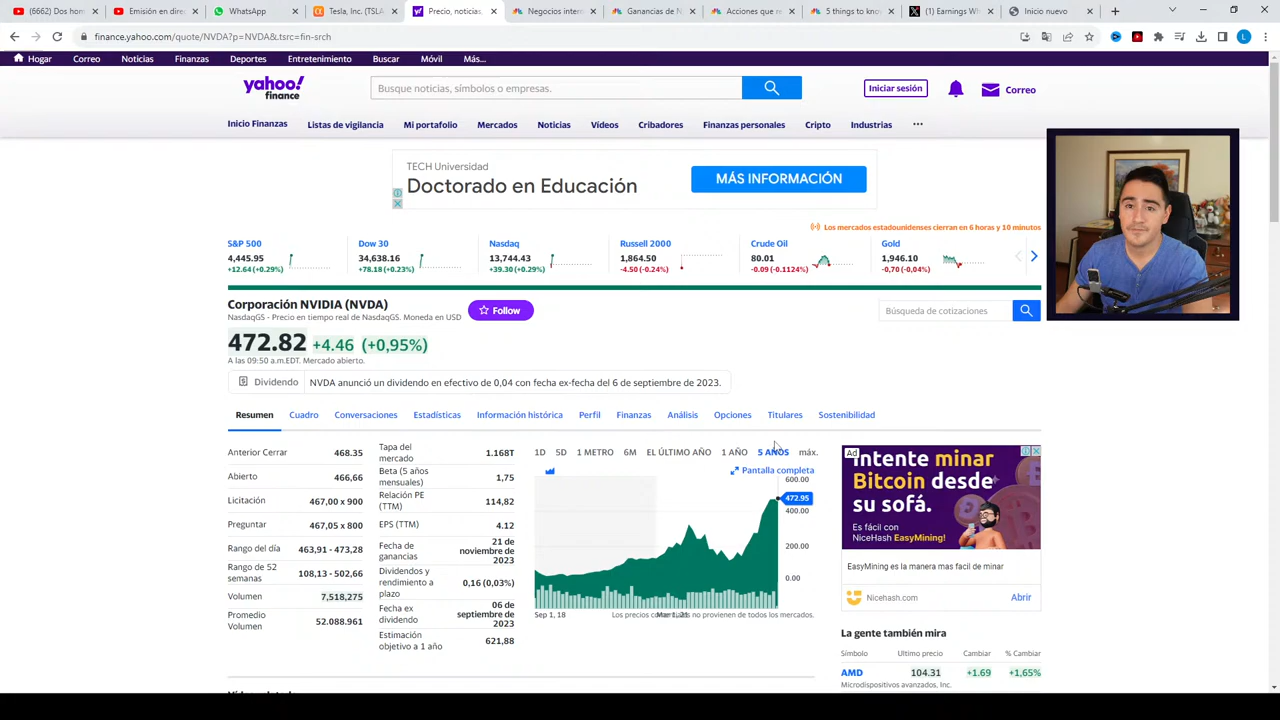 (6662) Dos hom
Emisión en direc
WhatsApp
Tesla, Inc. (TSLA
Precio, noticias,
Negocios intern
Ganancias de N
Acciones que m
5 things to know
(1) Earnings Wh
Inicio nuevo
finance.yahoo.com/quote/NVDA?p=NVDA&.tsrc=fin-srch
L
Hogar
Correo
Noticias
Finanzas
Deportes
Entretenimiento
Buscar
Móvil
Más...
yahoo!
finance
Busque noticias, símbolos o empresas.
Iniciar sesión
Correo
Inicio Finanzas
Listas de vigilancia
Mi portafolio
Mercados
Noticias
Vídeos
Cribadores
Finanzas personales
Cripto
Industrias
TECH Universidad
Doctorado en Educación
MÁS INFORMACIÓN
Los mercados estadounidenses cierran en 6 horas y 10 minutos
S&P 500
4,445.95
+12.64 (+0.29%)
Dow 30
34,638.16
+78.18 (+0.23%)
Nasdaq
13,744.43
+39.30 (+0.29%)
Russell 2000
1,864.50
-4.50 (-0.24%)
Crude Oil
80.01
-0.09 (-0.1124%)
Gold
1,946.10
-0,70 (-0,04%)
Corporación NVIDIA (NVDA)
NasdaqGS - Precio en tiempo real de NasdaqGS. Moneda en USD
Follow
Búsqueda de cotizaciones
472.82 +4.46 (+0,95%)
A las 09:50 a.m.EDT. Mercado abierto.
Dividendo
NVDA anunció un dividendo en efectivo de 0,04 con fecha ex-fecha del 6 de septiembre de 2023.
Resumen
Cuadro
Conversaciones
Estadísticas
Información histórica
Perfil
Finanzas
Análisis
Opciones
Titulares
Sostenibilidad
Anterior Cerrar 468.35
Abierto 466,66
Licitación 467,00 x 900
Preguntar 467,05 x 800
Rango del día 463,91 - 473,28
Rango de 52
semanas 108,13 - 502,66
Volumen 7,518,275
Promedio
Volumen 52.088.961
Tapa del
mercado 1.168T
Beta (5 años
mensuales) 1,75
Relación PE
(TTM) 114,82
EPS (TTM) 4.12
Fecha de
ganancias
21 de
noviembre de
2023
Dividendos y
rendimiento a
plazo
0,16 (0,03%)
Fecha ex
dividendo
06 de
septiembre de
2023
Estimación
objetivo a 1 año 621,88
1D
5D
1 METRO
6M
EL ÚLTIMO AÑO
1 AÑO
5 AÑOS
máx.
Pantalla completa
600.00
472.95
400.00
200.00
0.00
Sep 1, 18
Ad
Intente minar
Bitcoin desde
su sofá.
Es fácil con
NiceHash EasyMining!
EasyMining es la manera mas facil de minar
Nicehash.com
Abrir
La gente también mira
Símbolo
Ultimo precio
Cambiar
% Cambiar
AMD
104.31
+1.69
+1,65%
Microdispositivos avanzados, Inc.